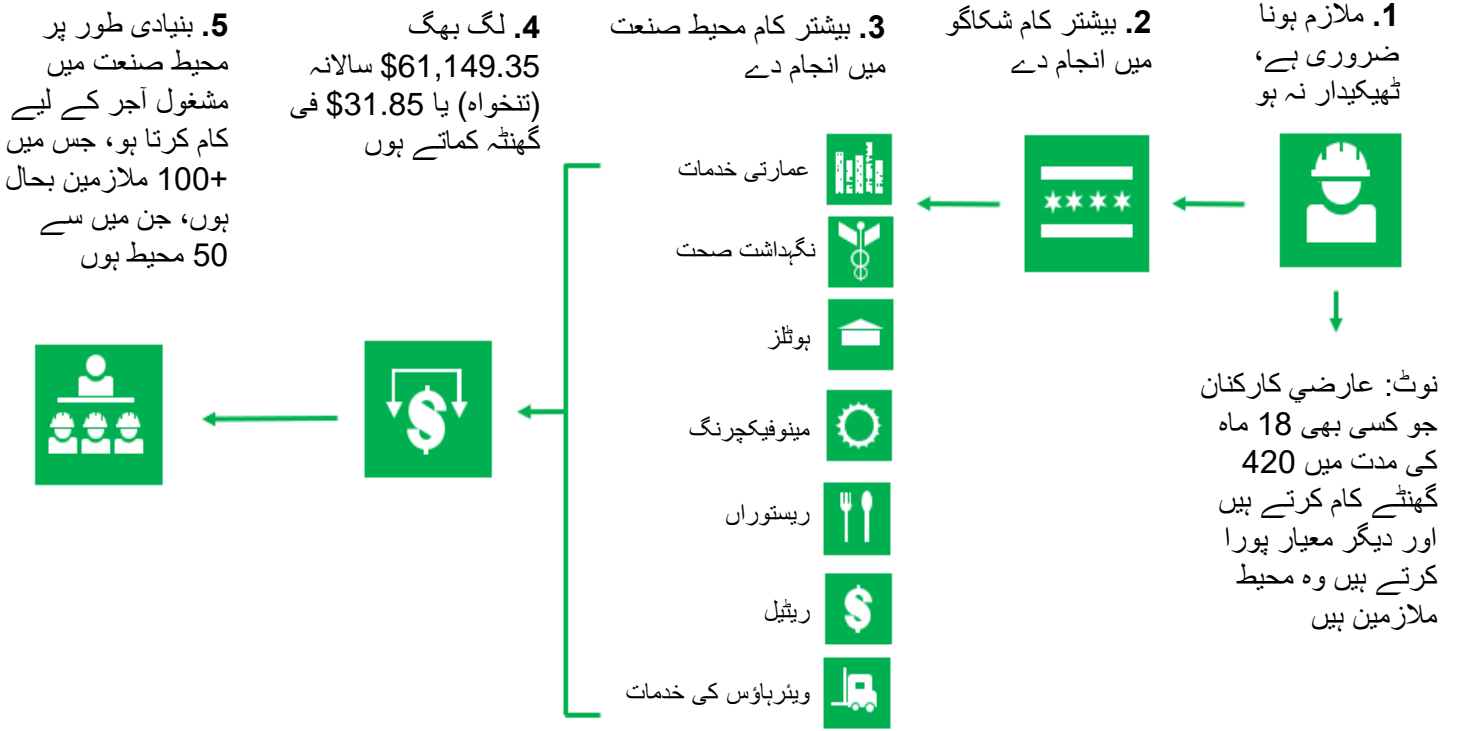 1. ملازم ہونا
ضروری ہے،
ٹھیکیدار نہ ہو
2. بیشتر کام شکاگو
میں انجام دے
3. بیشتر کام محیط صنعت
میں انجام دے
4. لگ بھگ
$61,149.35 سالانہ
(تنخواہ) یا $31.85 فی
گھنٹہ کماتے ہوں
5. بنیادی طور پر
محیط صنعت میں
مشغول آجر کے لیے
کام کرتا ہو، جس میں
100+ ملازمین بحال
ہوں، جن میں سے
50 محیط ہوں
عمارتی خدمات
نگہداشت صحت
ہوٹلز
مینوفیکچرنگ
ریستوراں
ریٹیل
ویئرہاؤس کی خدمات
نوٹ: عارضي کارکنان
جو کسی بھی 18 ماہ
کی مدت میں 420
گھنٹے کام کرتے ہیں
اور دیگر معیار پورا
کرتے ہیں وہ محیط
ملازمین ہیں